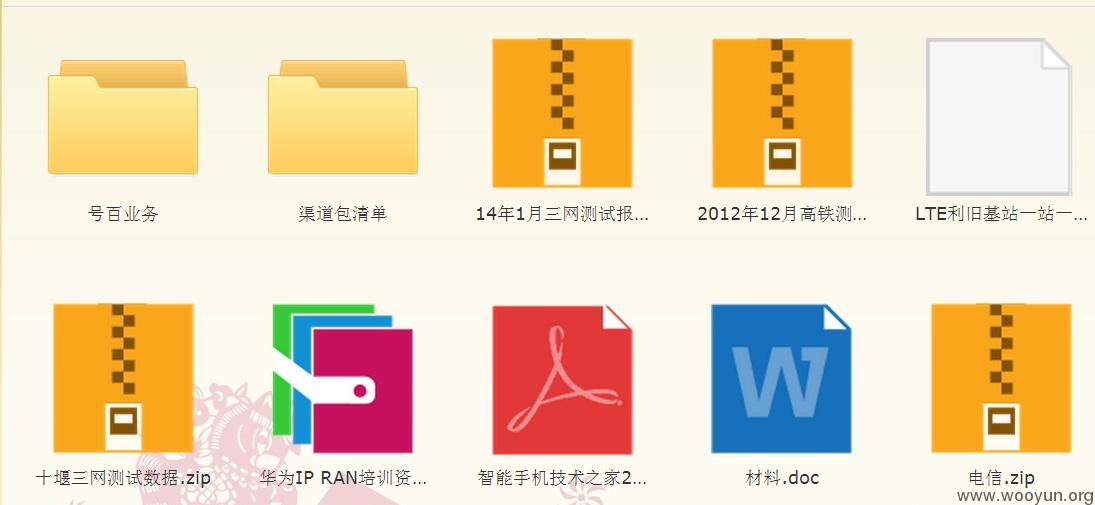 号百业务
渠道包清单
14年1月三网测试报...
2012年12月高铁测...
LTE利旧基站一站一...
十堰三网测试数据.zip
华为IP RAN培训资...
智能手机技术之家2...
材料.doc
电信.zip
www.wooyun.org